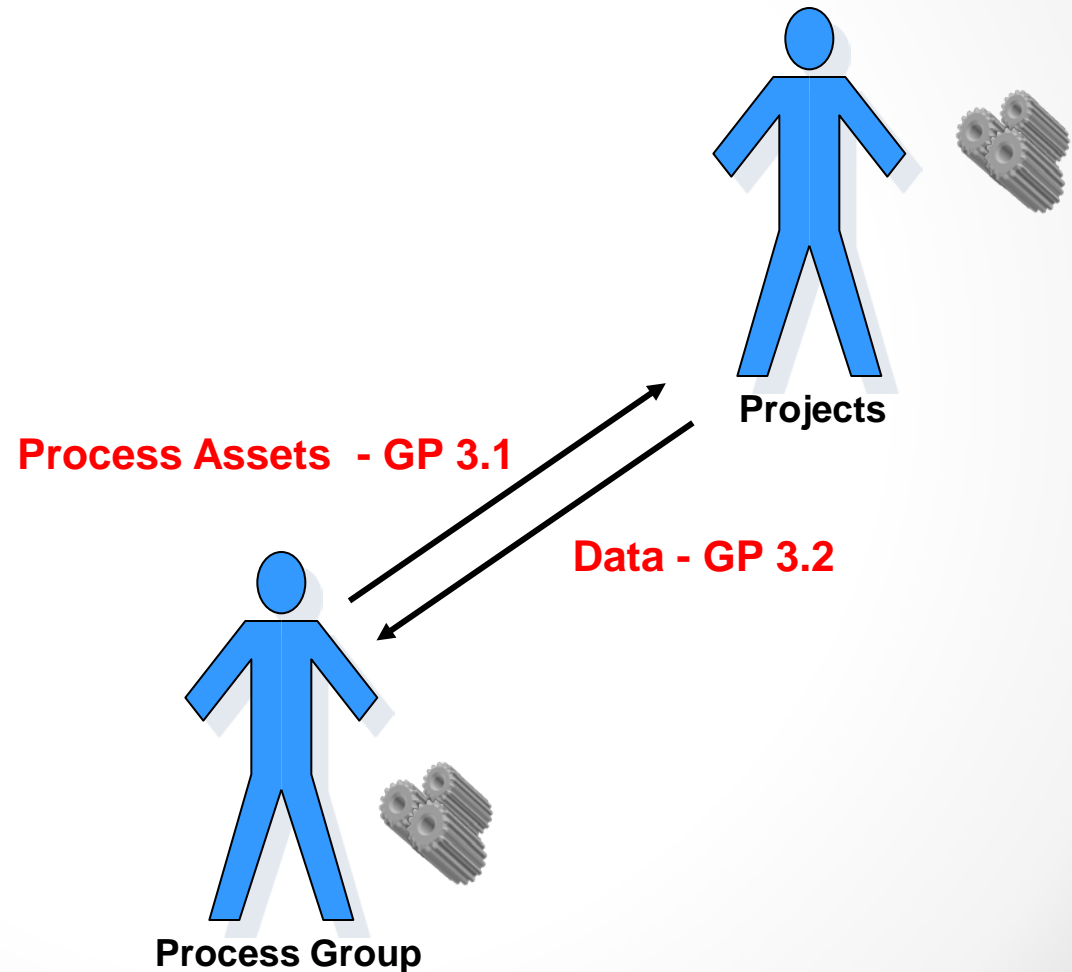 Projects
Process Assets  - GP 3.1
Data - GP 3.2
Process Group